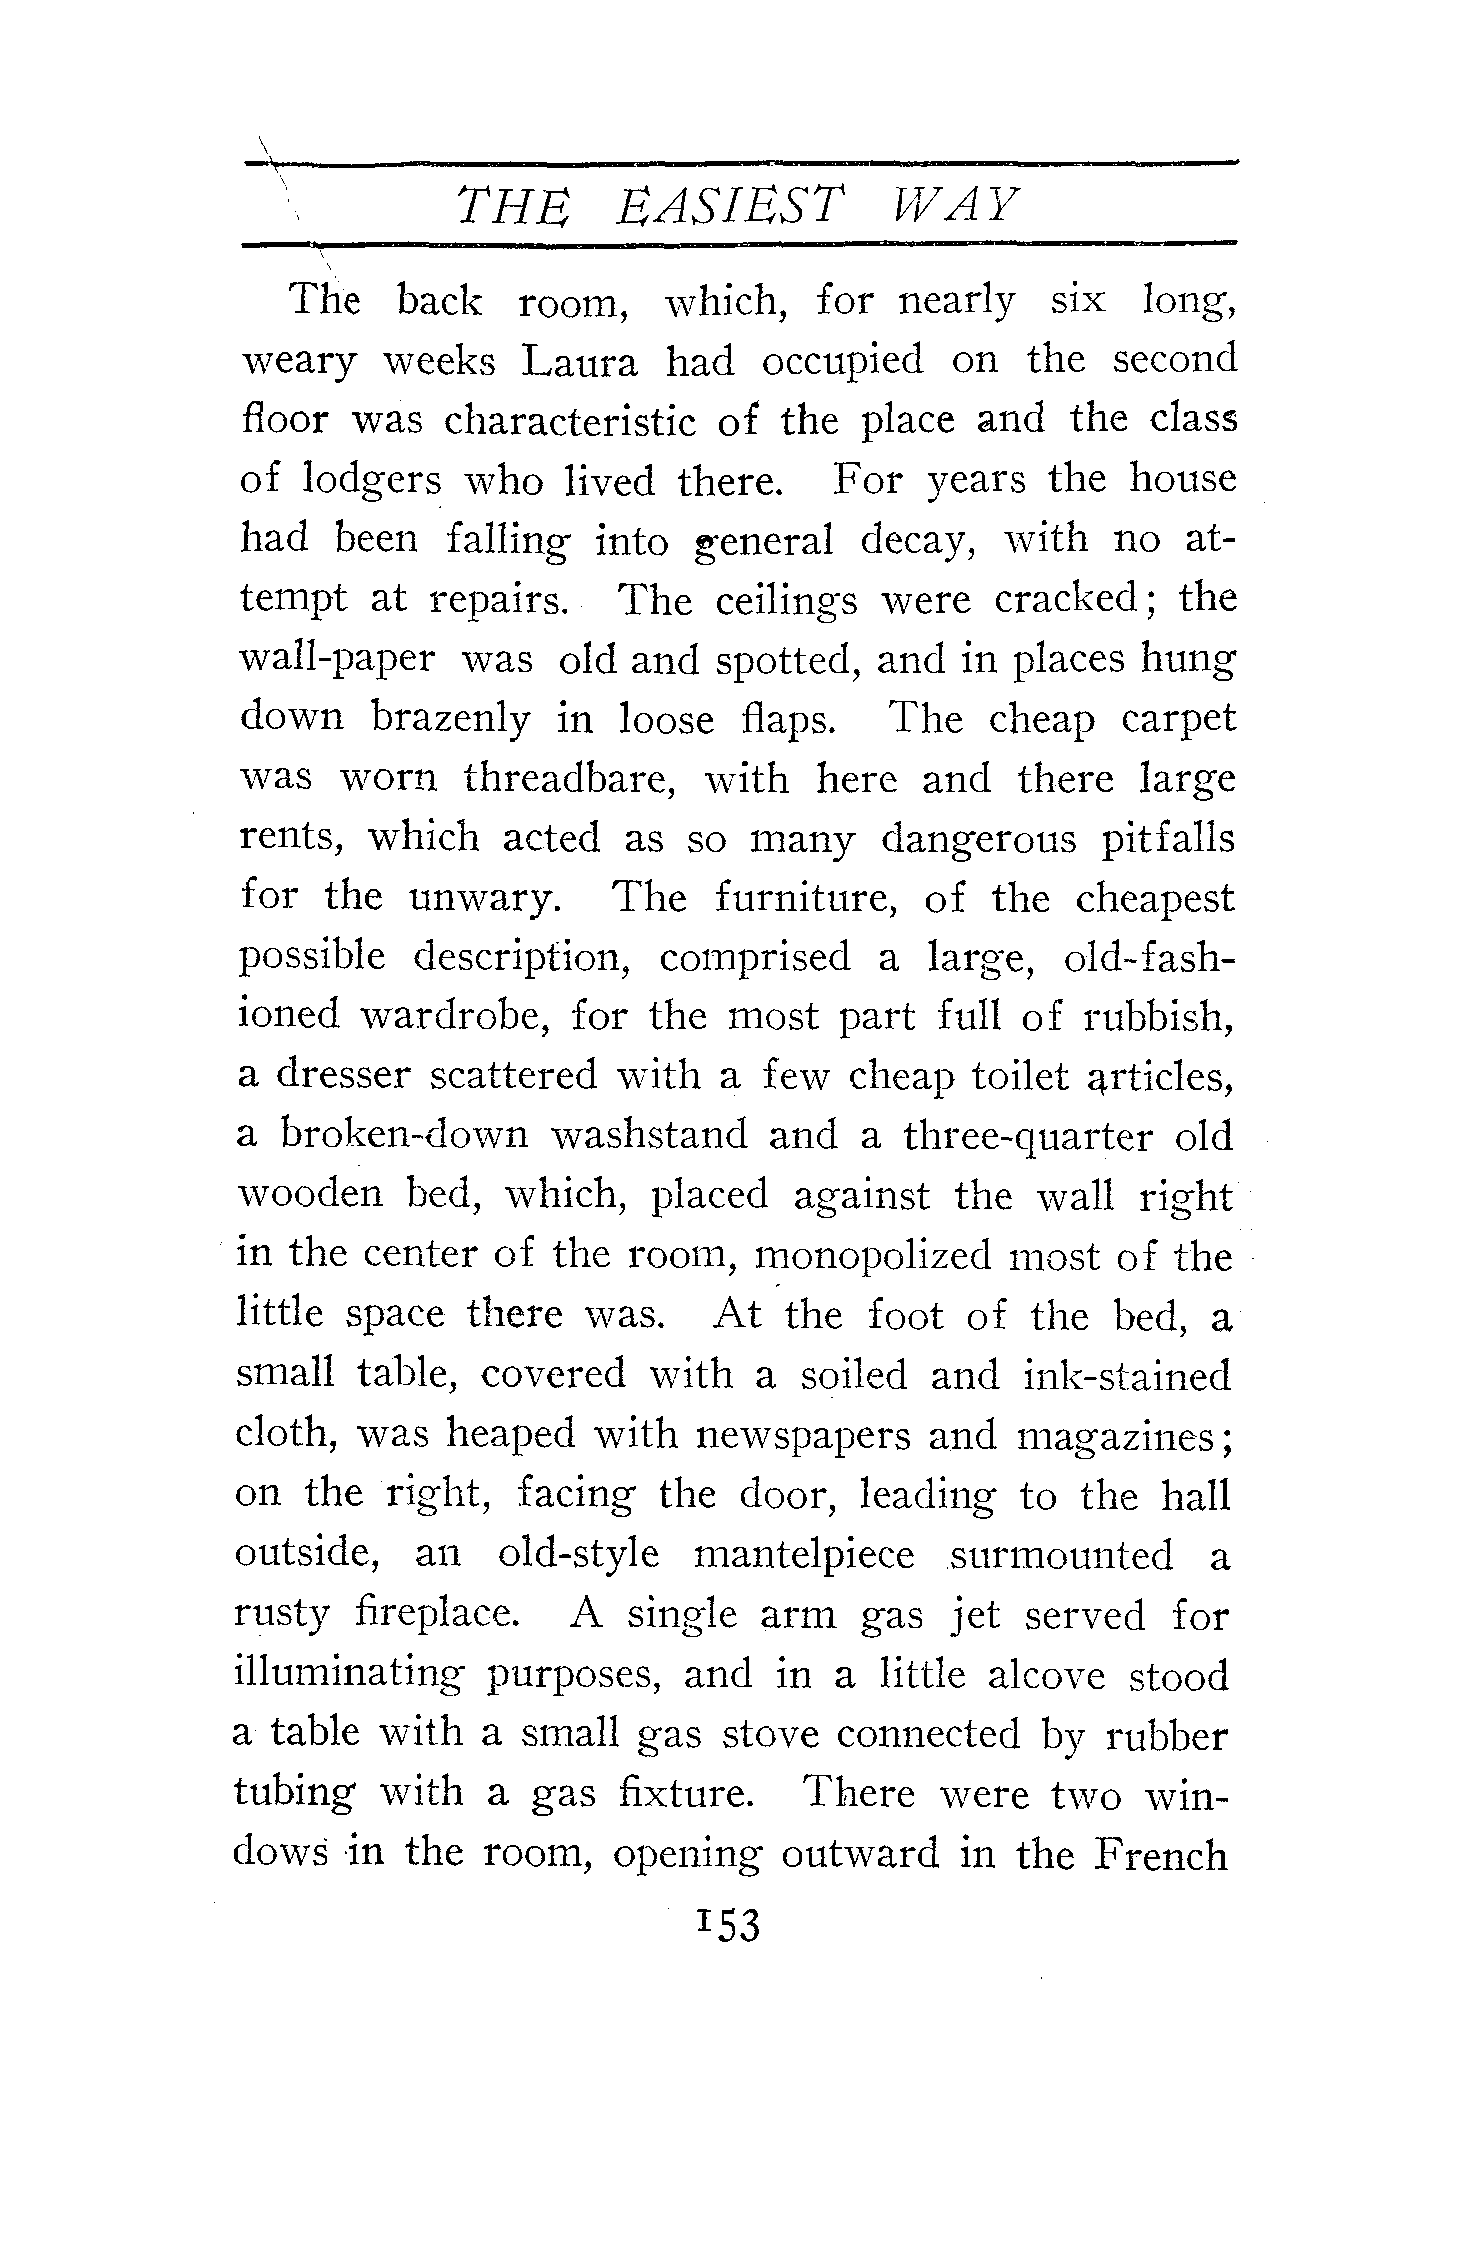 THE EASIEST WAY
The back room, which, for nearly six long,
weary weeks Laura had occupied on the second
floor was characteristic of the place and the class
of lodgers who lived there. For years the house
had been falling into general decay, with no at-
tempt at repairs. The ceilings were cracked; the
wall-paper was old and spotted, and in places hung
down brazenly in loose flaps. The cheap carpet
was worn threadbare, with here and there large
rents, which acted as so many dangerous pitfalls
for the unwary. The furniture, of the cheapest
possible description, comprised a large, old-fash-
ioned wardrobe, for the most part full of rubbish,
a dresser scattered with a few cheap toilet articles,
a broken-down washstand and a three-quarter old
wooden bed, which, placed against the wall right
in the center of the room, monopolized most of the
little space there was. At the foot of the bed, a
small table, covered with a soiled and ink-stained
cloth, was heaped with newspapers and magazines;
on the right, facing the door, leading to the hall
outside, an old-style mantelpiece surmounted a
rusty fireplace. A single arm gas jet served for
illuminating purposes, and in a little alcove stood
a table with a small gas stove connected by rubber
tubing with a gas fixture. There were two win-
dows in the room, opening outward in the French
153